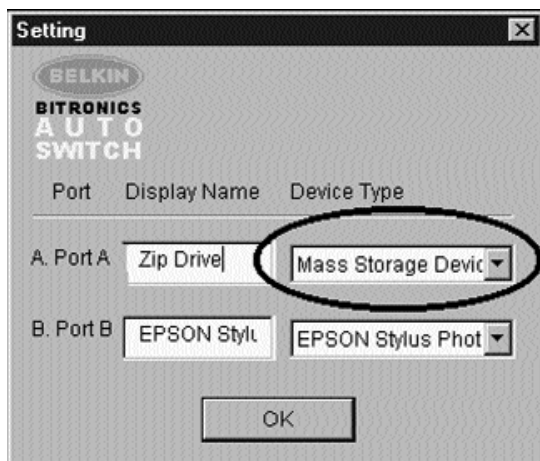 Setting
BELKIN
BITRONICS
AUTO
SWITCH
Port Display Name Device Type
A. Port A Zip Drive Mass Storage Devic
B. Port B EPSON Stylu EPSON Stylus Phot
OK